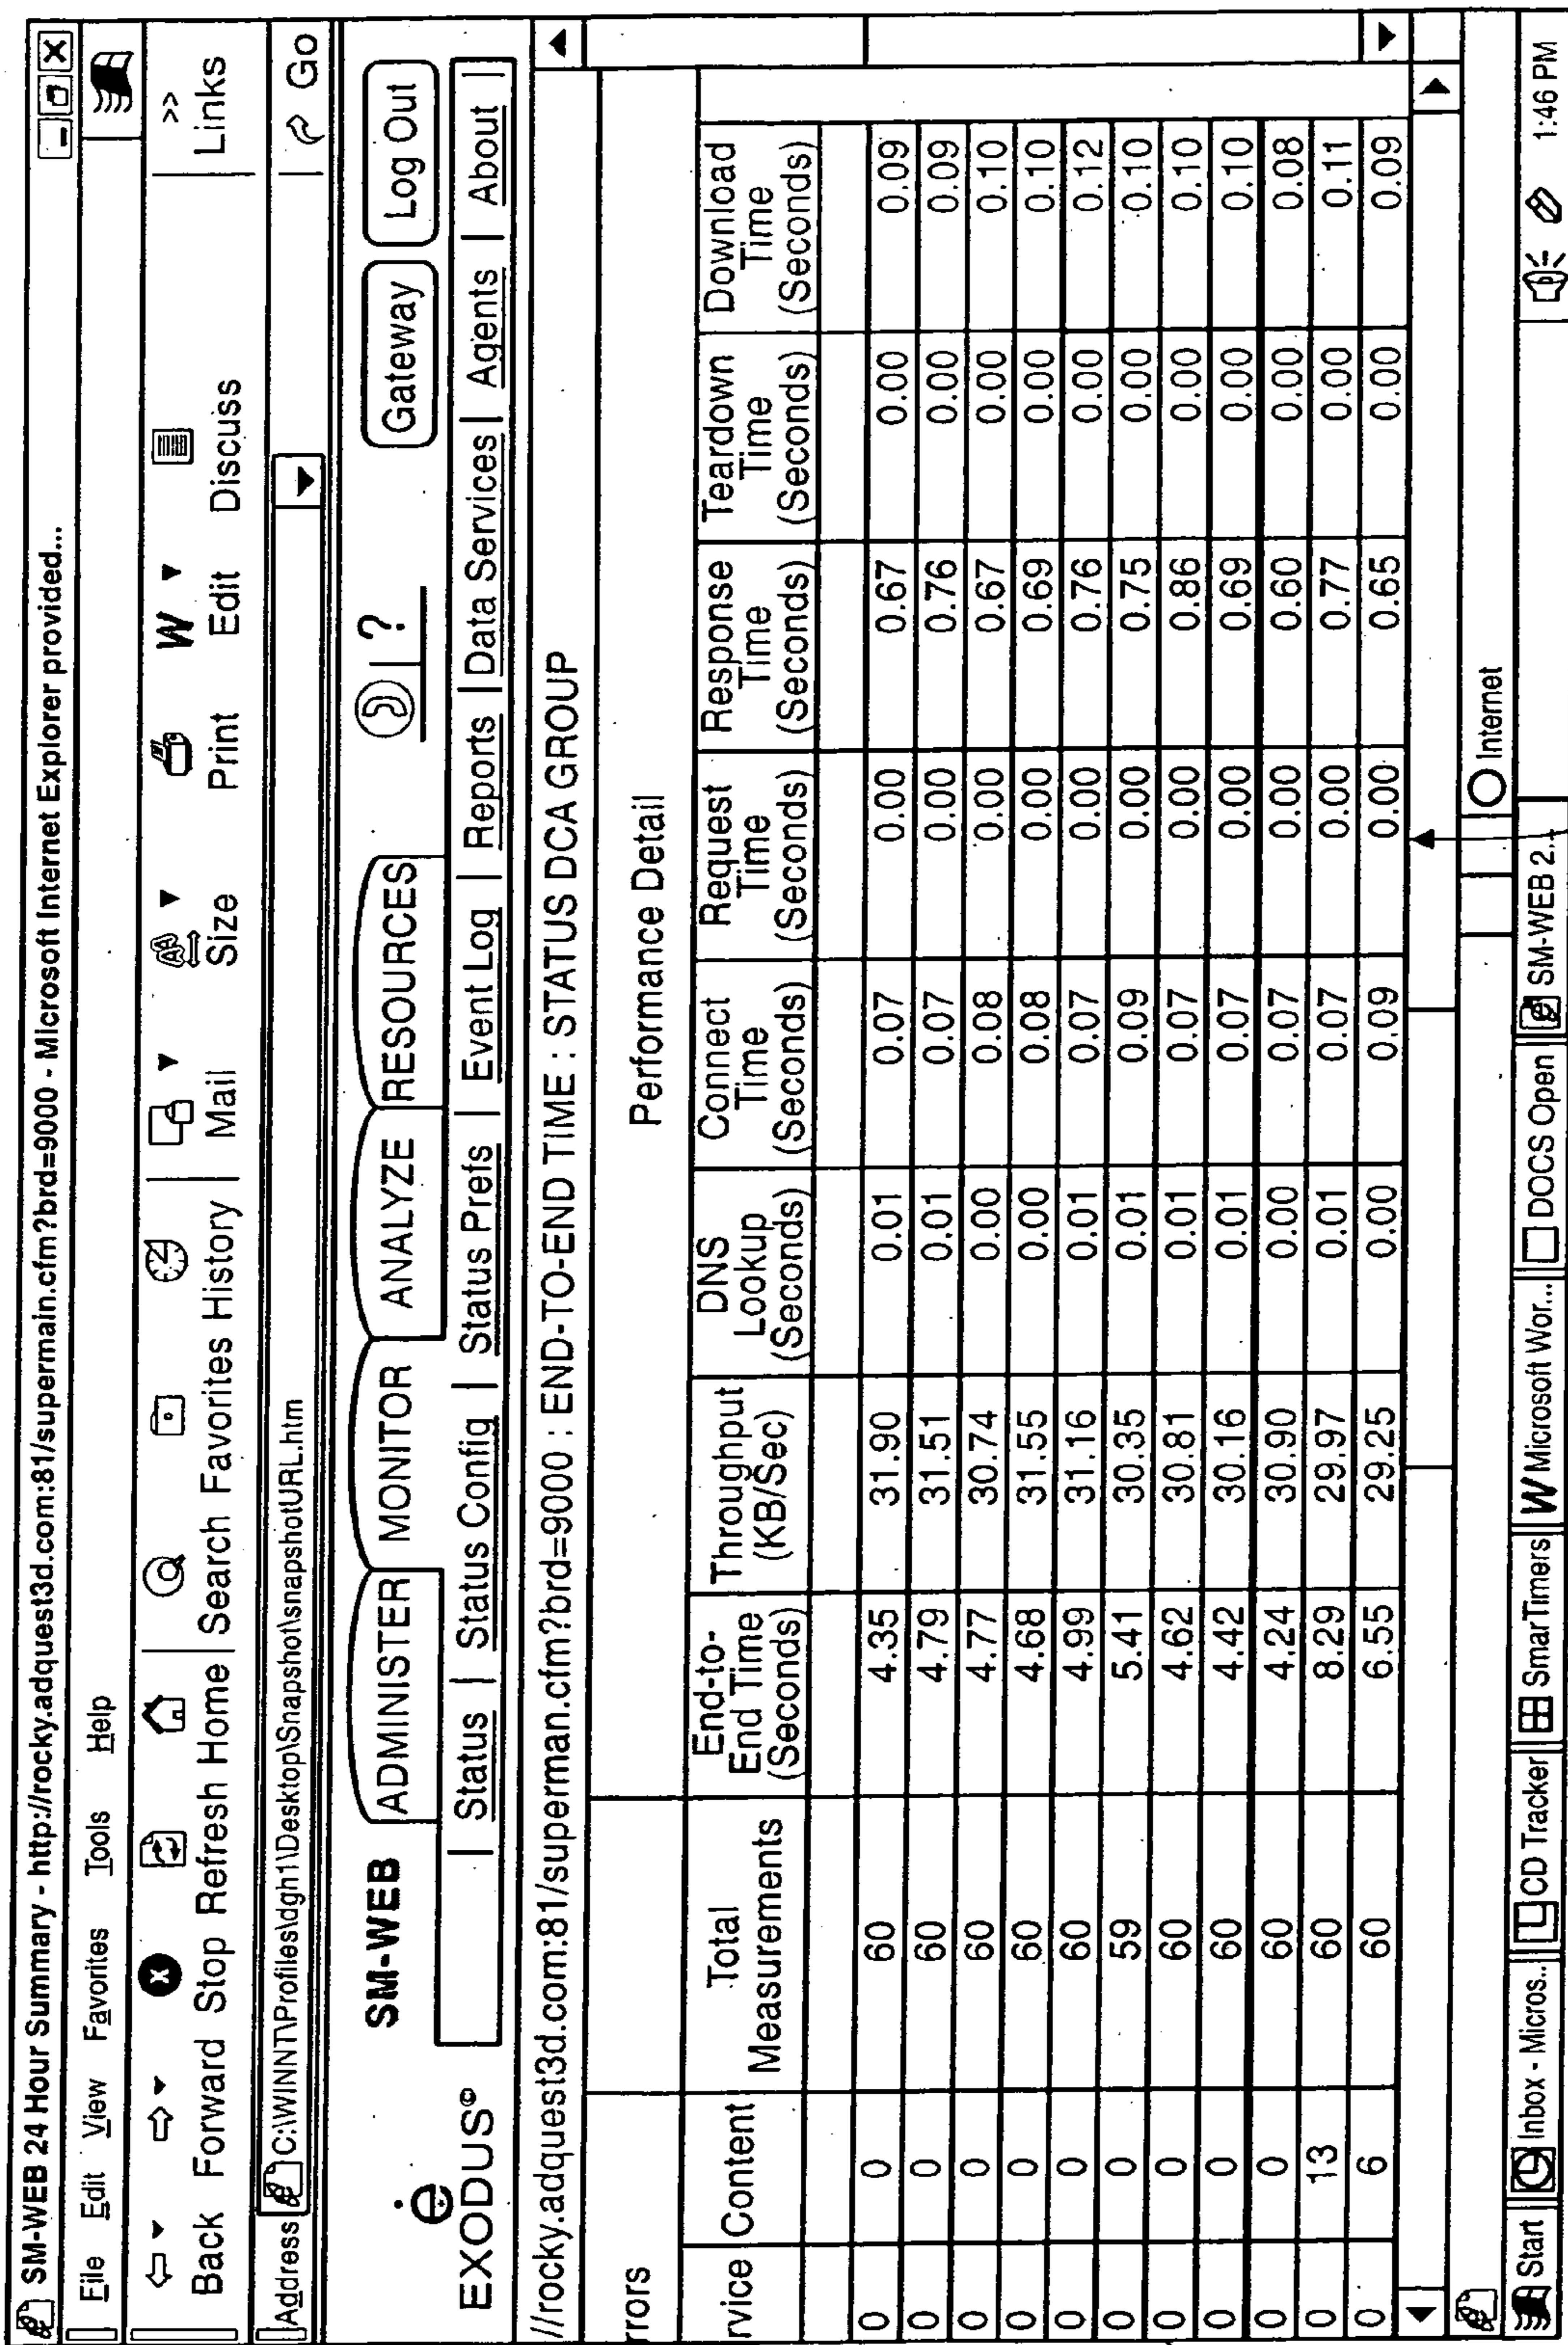 SM-WEB 24 Hour Summary - http://rocky.adquest3d.com:81/supermain.cfm?brd=9000 - Microsoft Internet Explorer provided...
File Edit View Favorites Tools Help
Back Forward Stop Refresh Home Search Favorites History Mail Size Print Edit Discuss >> Links
Address C:\WINNT\Profiles\dgh1\Desktop\Snapshot\snapshotURL.htm Go
EXODUS© SM-WEB ADMINISTER MONITOR ANALYZE RESOURCES ? Gateway Log Out
| Status | Status Config | Status Prefs | Event Log | Reports | Data Services | Agents | About |
//rocky.adquest3d.com:81/superman.cfm?brd=9000 : END-TO-END TIME : STATUS DCA GROUP
rrors Performance Detail
rvice Content Total Measurements End-to-End Time (Seconds) Throughput (KB/Sec) DNS Lookup (Seconds) Connect Time (Seconds) Request Time (Seconds) Response Time (Seconds) Teardown Time (Seconds) Download Time (Seconds)
0 0 60 4.35 31.90 0.01 0.07 0.00 0.67 0.00 0.09
0 0 60 4.79 31.51 0.01 0.07 0.00 0.76 0.00 0.09
0 0 60 4.77 30.74 0.00 0.08 0.00 0.67 0.00 0.10
0 0 60 4.68 31.55 0.00 0.08 0.00 0.69 0.00 0.10
0 0 60 4.99 31.16 0.01 0.07 0.00 0.76 0.00 0.12
0 0 59 5.41 30.35 0.01 0.09 0.00 0.75 0.00 0.10
0 0 60 4.62 30.81 0.01 0.07 0.00 0.86 0.00 0.10
0 0 60 4.42 30.16 0.01 0.07 0.00 0.69 0.00 0.10
0 0 60 4.24 30.90 0.00 0.07 0.00 0.60 0.00 0.08
0 13 60 8.29 29.97 0.01 0.07 0.00 0.77 0.00 0.11
0 6 60 6.55 29.25 0.00 0.09 0.00 0.65 0.00 0.09
Internet
Start Inbox - Micros.. CD Tracker SmarTimers W Microsoft Wor... DOCS Open SM-WEB 2... 1:46 PM